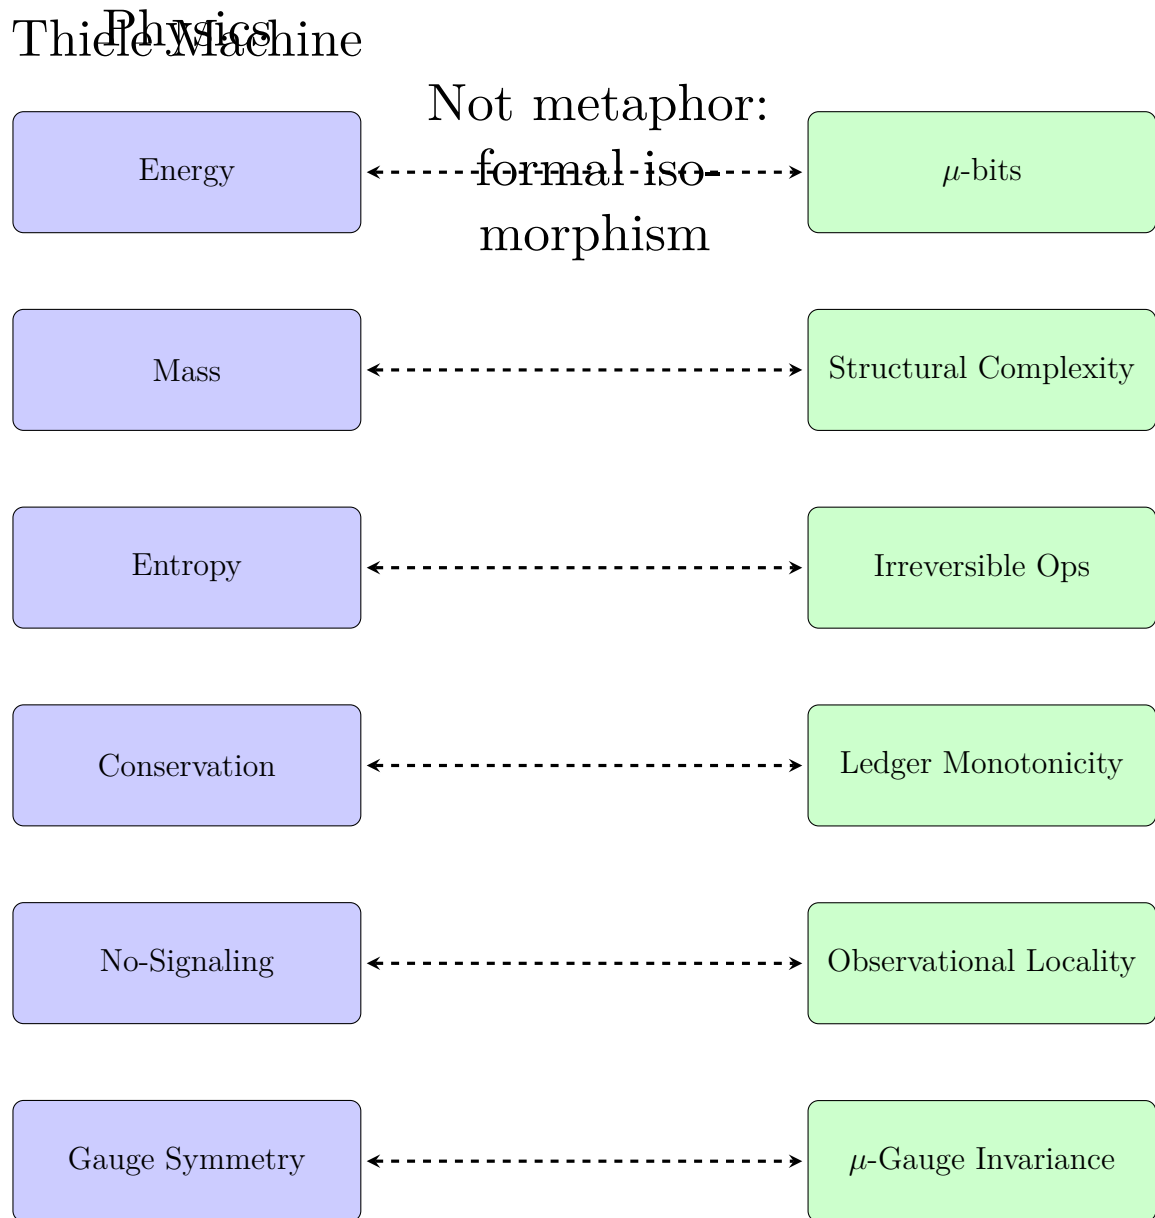 Physics
Thiele Machine
Not metaphor:
formal iso-
morphism
Energy
μ-bits
Mass
Structural Complexity
Entropy
Irreversible Ops
Conservation
Ledger Monotonicity
No-Signaling
Observational Locality
Gauge Symmetry
μ-Gauge Invariance